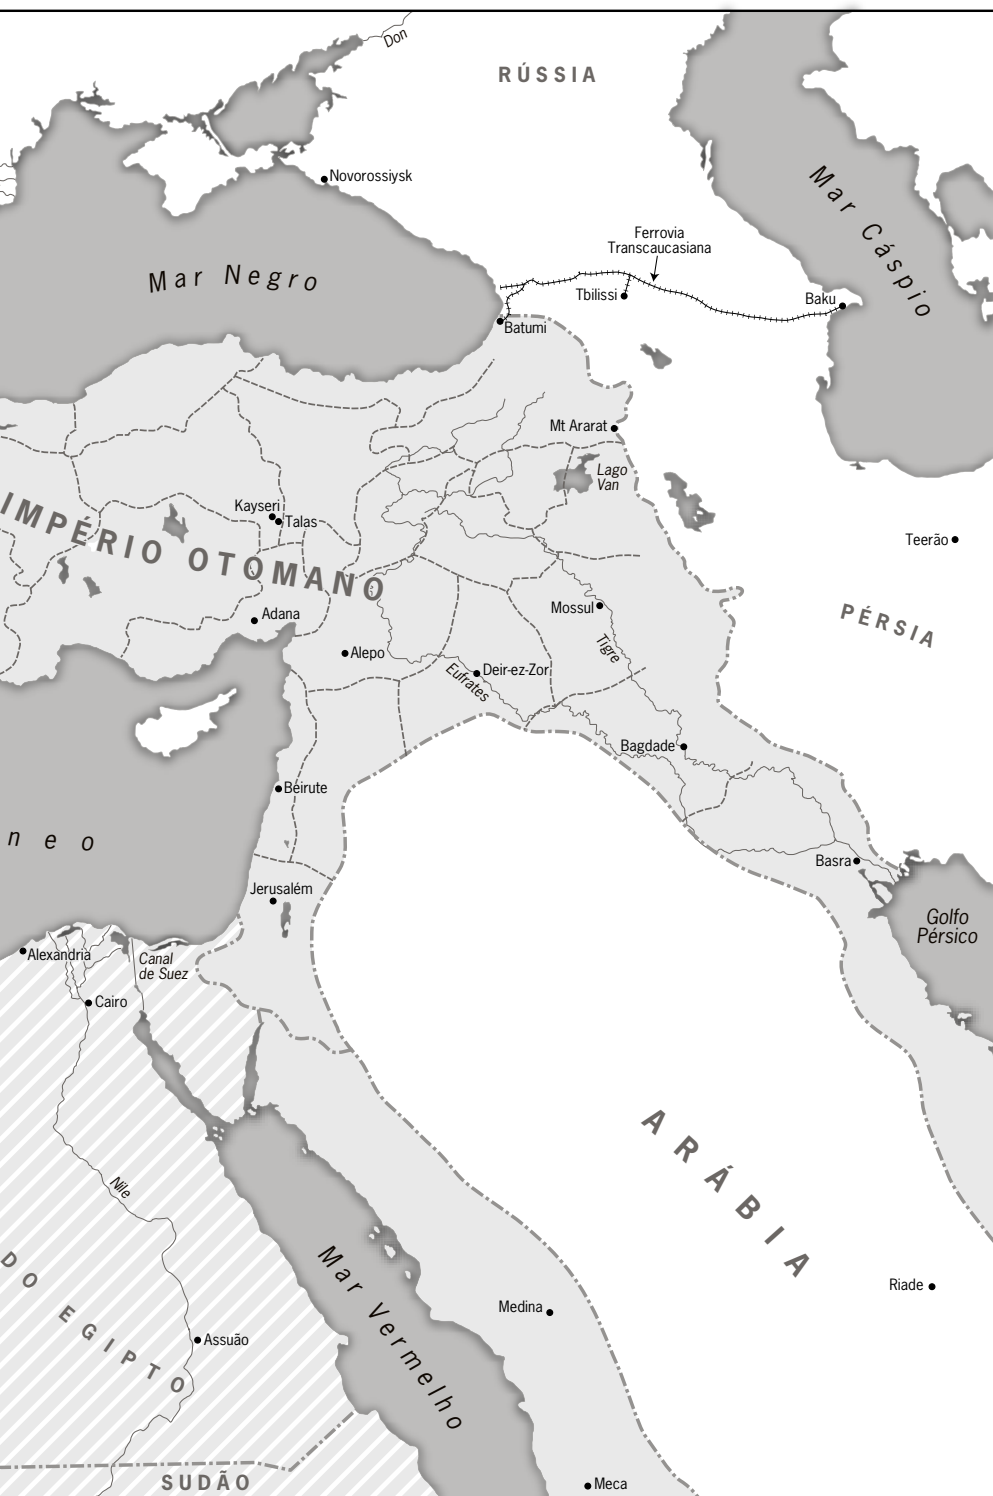 Don
RÚSSIA
Novorossiysk
Mar Cáspio
Ferrovia
Transcaucasiana
Mar Negro
Tbilissi
Baku
Batumi
Mt Ararat
Lago
Van
Kayseri
Talas
IMPÉRIO OTOMANO
Teerão
Mossul
PÉRSIA
Adana
Tigre
Alepo
Deir-ez-Zor
Eufrates
Bagdade
Beirute
neo
Basra
Jerusalém
Golfo
Pérsico
Alexandria
Canal
de Suez
Cairo
ARÁBIA
Nile
Mar Vermelho
DO EGIPTO
Riade
Medina
Assuão
SUDÃO
Meca